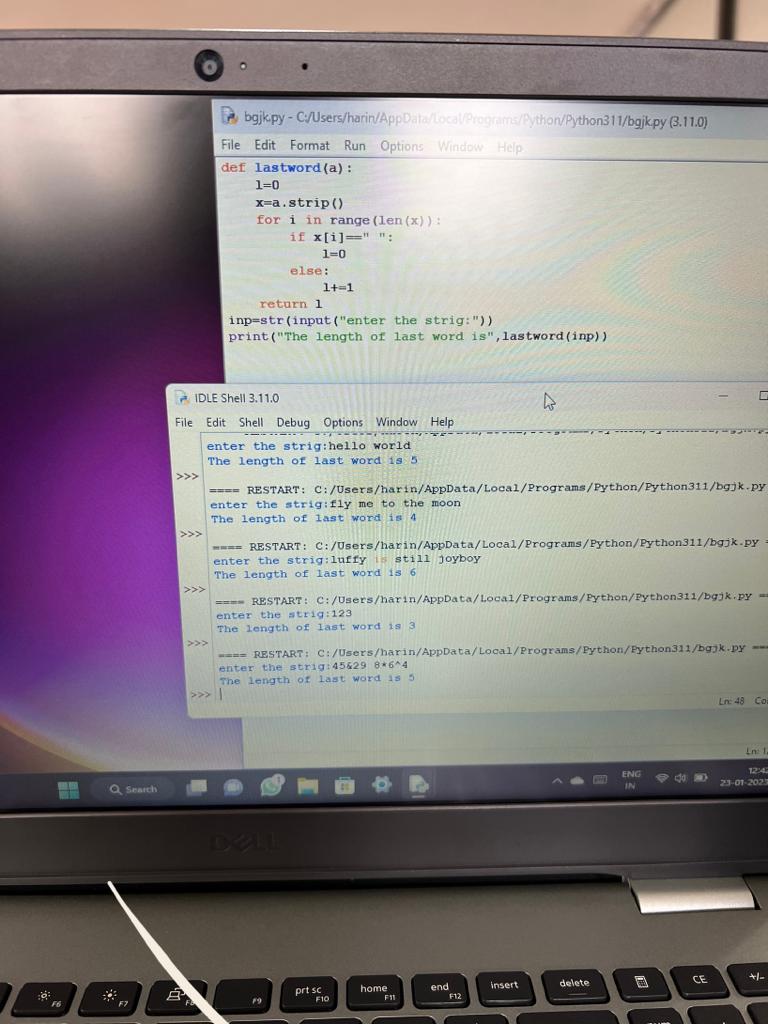 bgjk.py - C:/Users/harin/AppData/Local/Programs/Python/Python311/bgjk.py (3.11.0)
File Edit Format Run Options Window Help
def lastword(a):
    l=0
    x=a.strip()
    for i in range(len(x)):
        if x[i]==" ":
            l=0
        else:
            l+=1
    return l
inp=str(input("enter the strig:"))
print("The length of last word is",lastword(inp))
IDLE Shell 3.11.0
File Edit Shell Debug Options Window Help
enter the strig:hello world
The length of last word is 5
>>>
==== RESTART: C:/Users/harin/AppData/Local/Programs/Python/Python311/bgjk.py
enter the strig:fly me to the moon
The length of last word is 4
>>>
==== RESTART: C:/Users/harin/AppData/Local/Programs/Python/Python311/bgjk.py =
enter the strig:luffy is still joyboy
The length of last word is 6
>>>
==== RESTART: C:/Users/harin/AppData/Local/Programs/Python/Python311/bgjk.py ==
enter the strig:123
The length of last word is 3
>>>
==== RESTART: C:/Users/harin/AppData/Local/Programs/Python/Python311/bgjk.py ===
enter the strig:45&29 8*6^4
The length of last word is 5
>>>
Ln: 48 Co
Ln: 1
Search
1
ENG
IN
12:42
23-01-2023
DELL
F6 F7 F8 F9 prt sc F10 home F11 end F12 insert delete CE +/-